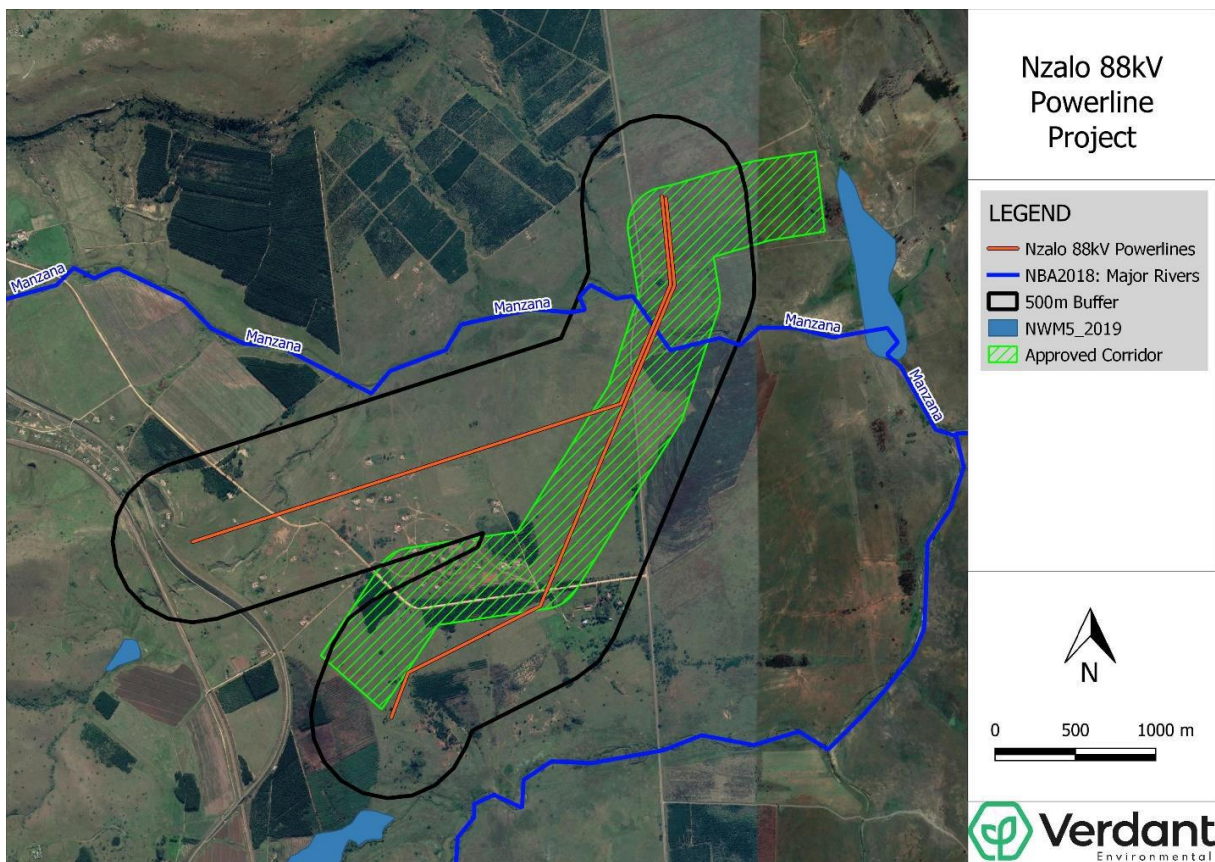 Nzalo 88kV
Powerline
Project
LEGEND
Nzalo 88kV Powerlines
NBA2018: Major Rivers
500m Buffer
NWM5_2019
Approved Corridor
Manzana
Manzana
Manzana
Manzana
Manzana
N
0 500 1000 m
Verdant
Environmental